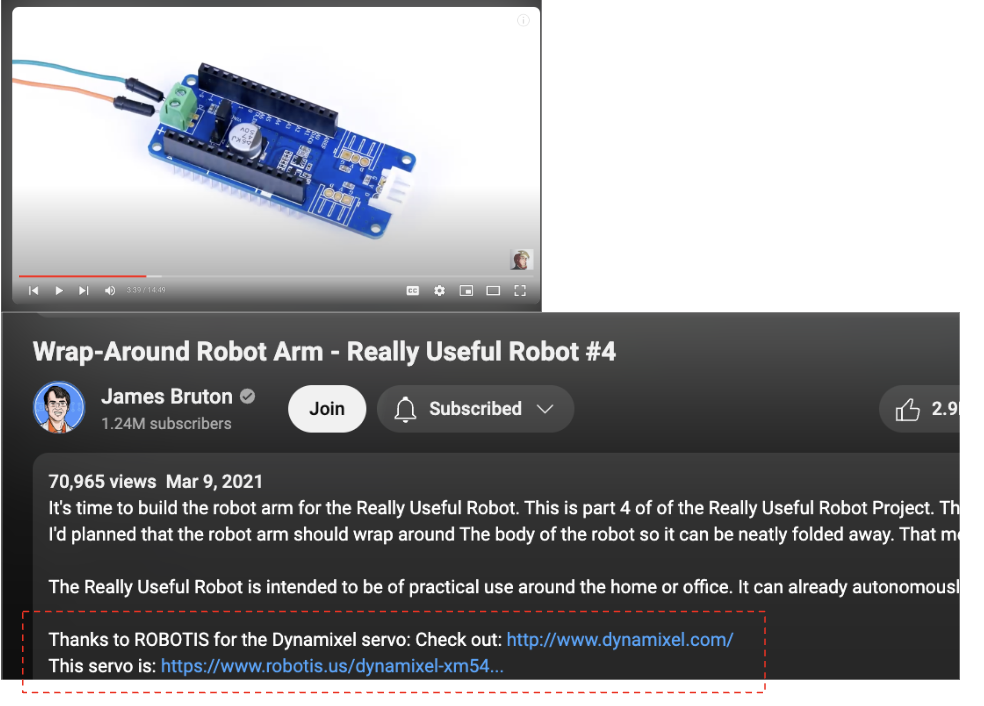 3:39 / 14:49
CC
Wrap-Around Robot Arm - Really Useful Robot #4
James Bruton
1.24M subscribers
Join
Subscribed
2.9
70,965 views Mar 9, 2021
It's time to build the robot arm for the Really Useful Robot. This is part 4 of of the Really Useful Robot Project. Th
I'd planned that the robot arm should wrap around The body of the robot so it can be neatly folded away. That m
The Really Useful Robot is intended to be of practical use around the home or office. It can already autonomousl
Thanks to ROBOTIS for the Dynamixel servo: Check out: http://www.dynamixel.com/
This servo is: https://www.robotis.us/dynamixel-xm54...